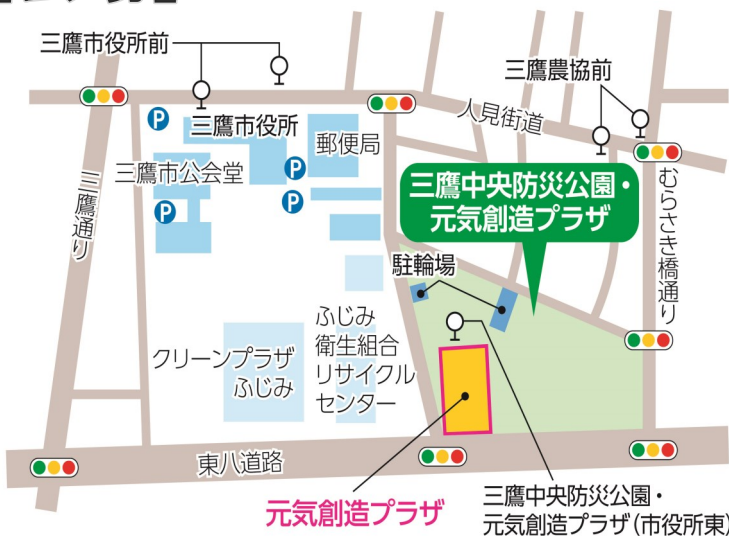 三鷹市役所前
三鷹農協前
人見街道
P
三鷹市役所
郵便局
三鷹市公会堂
P
P
P
三鷹通り
三鷹中央防災公園・
元気創造プラザ
むらさき橋通り
駐輪場
ふじみ
衛生組合
リサイクル
センター
クリーンプラザ
ふじみ
東八道路
元気創造プラザ
三鷹中央防災公園・
元気創造プラザ(市役所東)